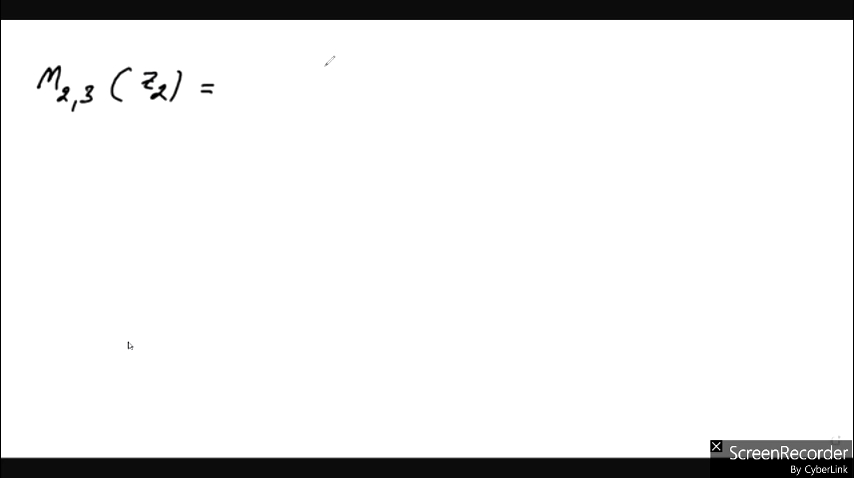 M₂,₃ ( Z₂ ) =
ScreenRecorder
By CyberLink